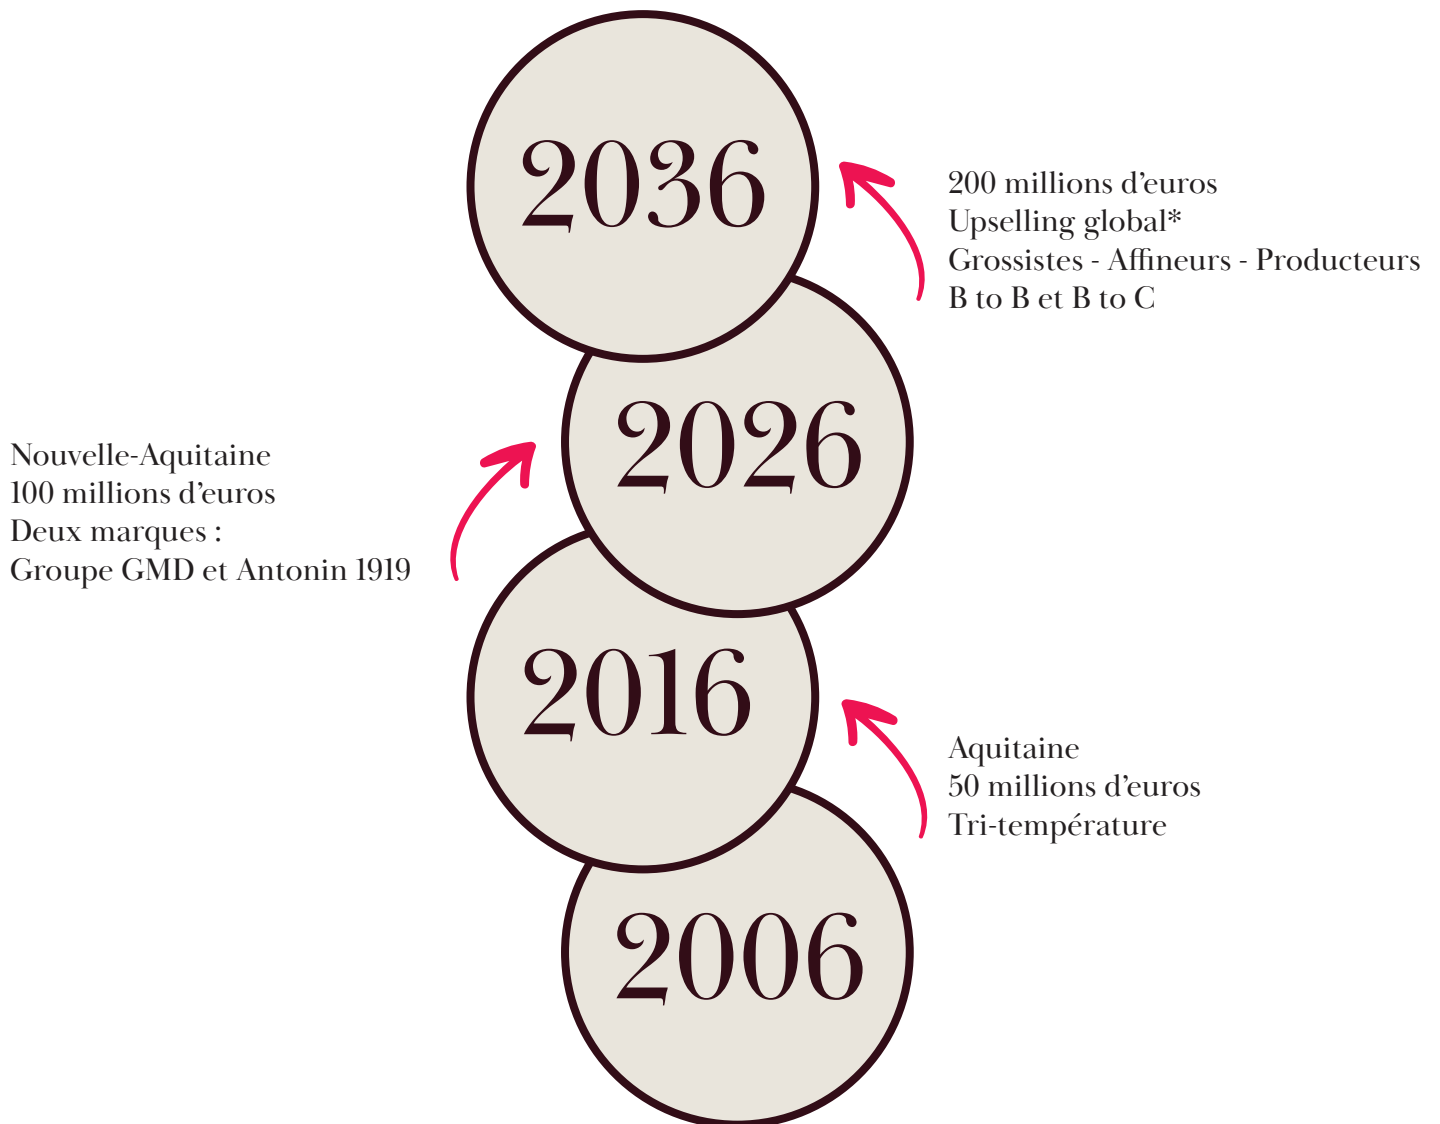 2036
200 millions d’euros
Upselling global*
Grossistes - Affineurs - Producteurs
B to B et B to C
2026
Nouvelle-Aquitaine
100 millions d’euros
Deux marques :
Groupe GMD et Antonin 1919
2016
Aquitaine
50 millions d’euros
Tri-température
2006